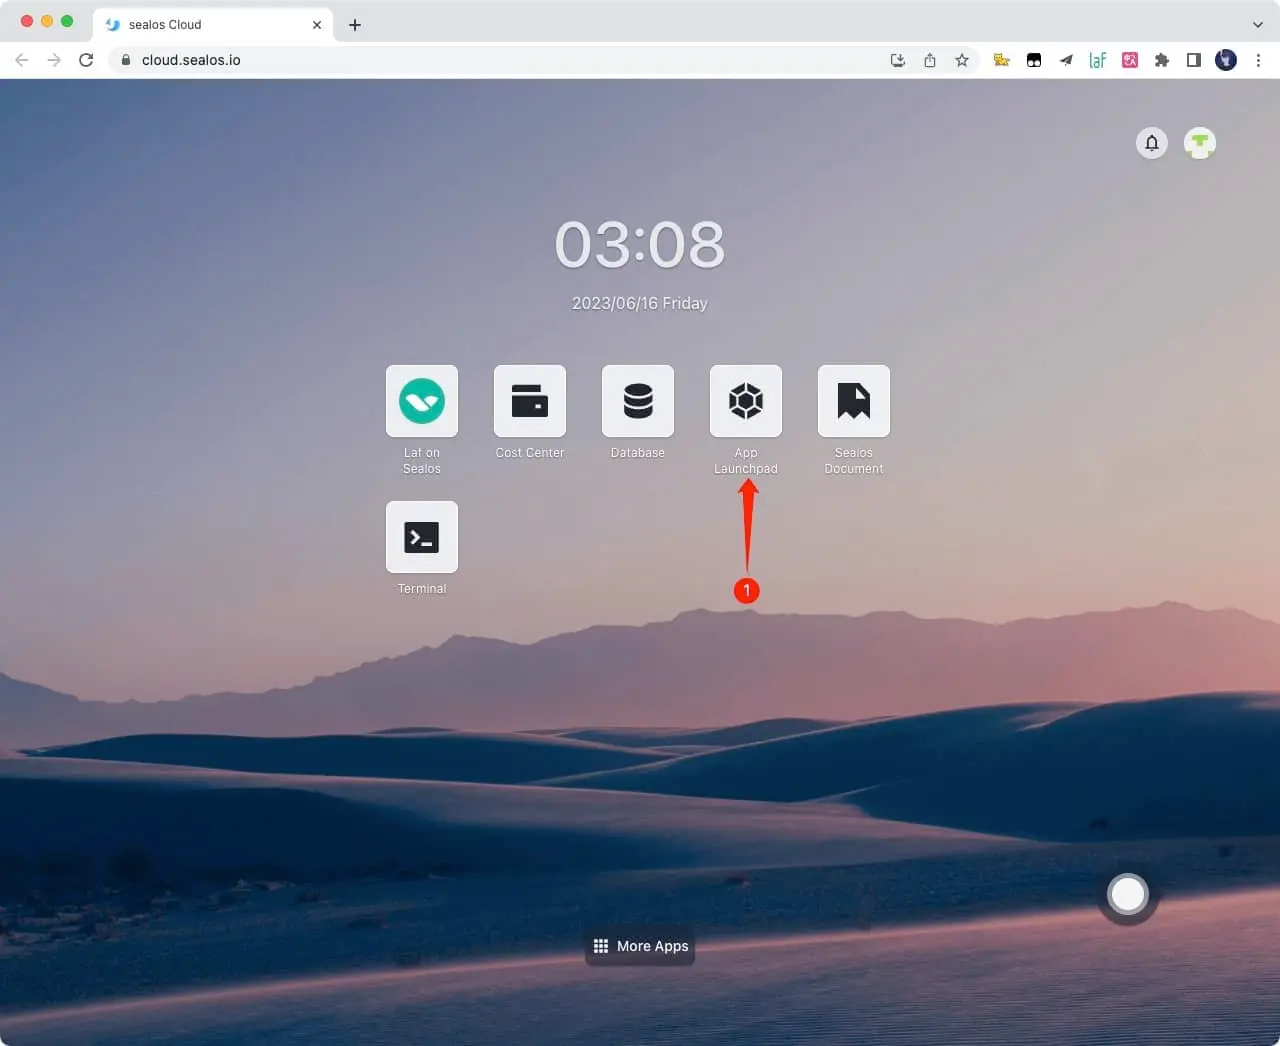 sealos Cloud
cloud.sealos.io
laf
03:08
2023/06/16 Friday
Laf on
Sealos
Cost Center
Database
App
Launchpad
Sealos
Document
Terminal
1
More Apps